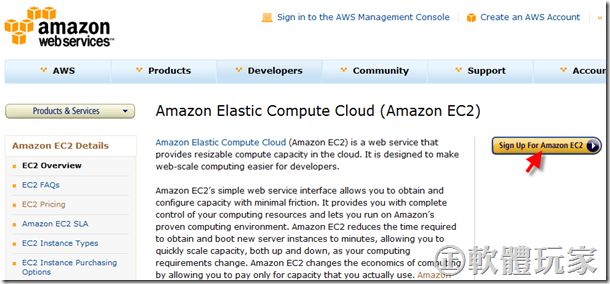 amazon
webservices™
Sign in to the AWS Management Console
Create an AWS Account
AWS
Products
Developers
Community
Support
Accou
Products & Services
Amazon Elastic Compute Cloud (Amazon EC2)
Amazon EC2 Details
EC2 Overview
EC2 FAQs
EC2 Pricing
Amazon EC2 SLA
EC2 Instance Types
EC2 Instance Purchasing
Options
Amazon Elastic Compute Cloud (Amazon EC2) is a web service that
provides resizable compute capacity in the cloud. It is designed to make
web-scale computing easier for developers.
Amazon EC2's simple web service interface allows you to obtain and
configure capacity with minimal friction. It provides you with complete
control of your computing resources and lets you run on Amazon's
proven computing environment. Amazon EC2 reduces the time required
to obtain and boot new server instances to minutes, allowing you to
quickly scale capacity, both up and down, as your computing
requirements change. Amazon EC2 changes the economics of computing
by allowing you to pay only for capacity that you actually use. Amazon
Sign Up For Amazon EC2
軟體玩家